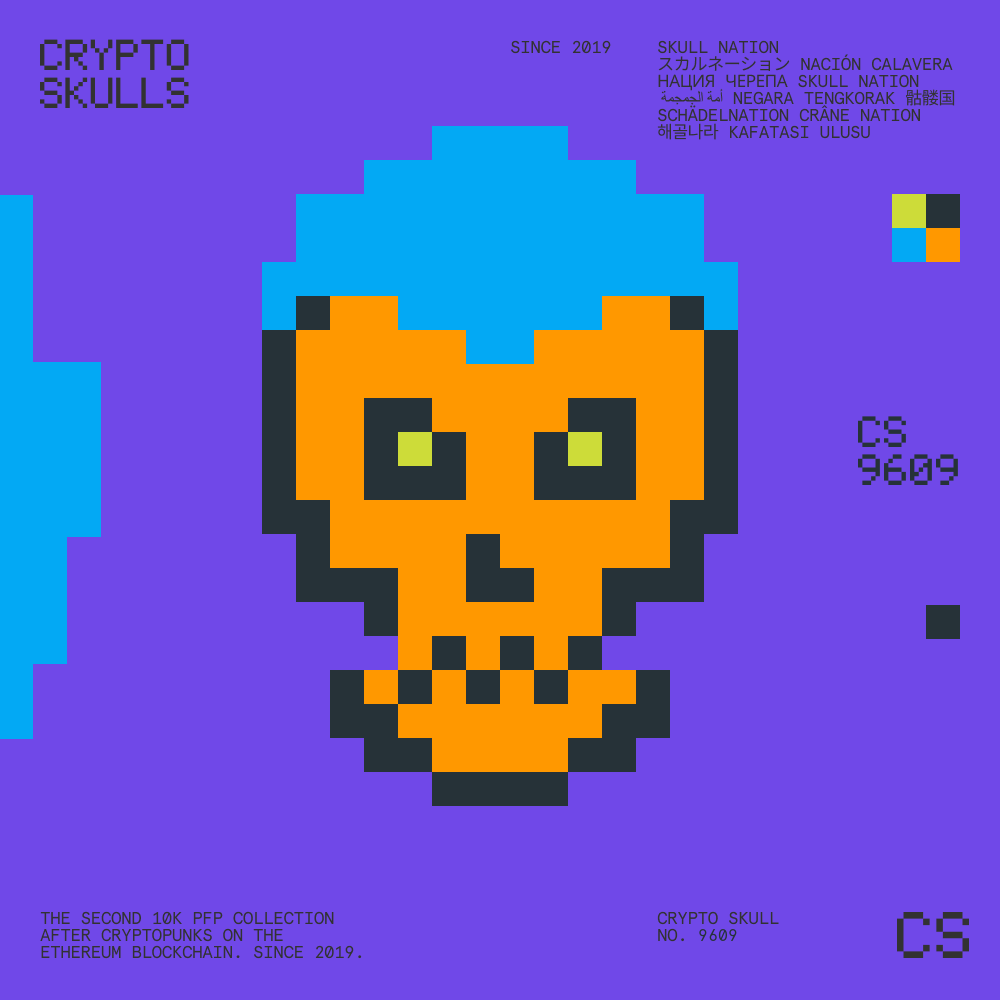 CRYPTO
SKULLS
SINCE 2019
SKULL NATION
スカルネーション NACIÓN CALAVERA
НАЦИЯ ЧЕРЕПА SKULL NATION
أمة الجمجمة NEGARA TENGKORAK 骷髅国
SCHÄDELNATION CRÂNE NATION
해골나라 KAFATASI ULUSU
CS
9609
THE SECOND 10K PFP COLLECTION
AFTER CRYPTOPUNKS ON THE
ETHEREUM BLOCKCHAIN. SINCE 2019.
CRYPTO SKULL
NO. 9609
CS